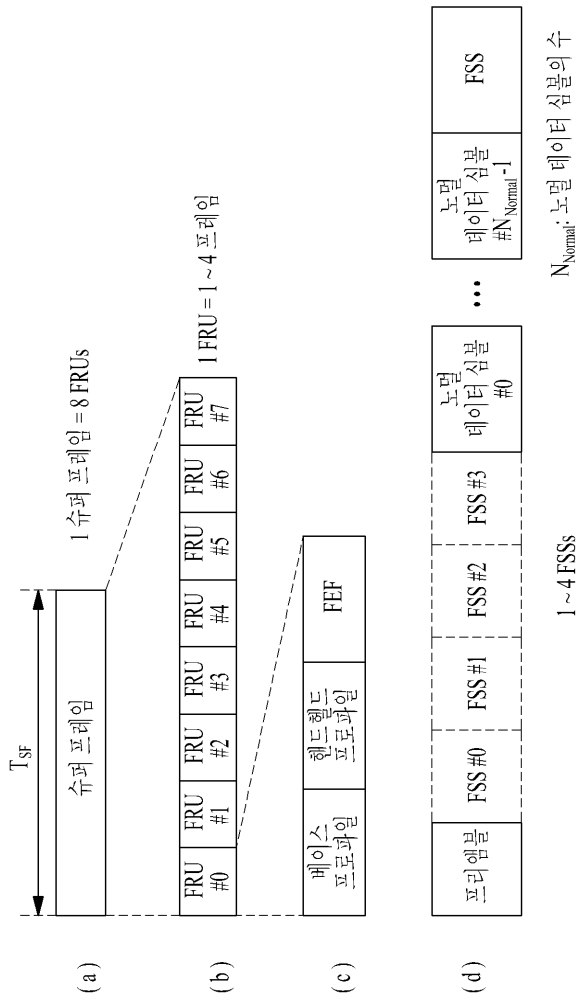 T_SF
(a)
슈퍼 프레임
1 슈퍼 프레임 = 8 FRUs
(b)
FRU
#0
FRU
#1
FRU
#2
FRU
#3
FRU
#4
FRU
#5
FRU
#6
FRU
#7
1 FRU = 1 ~ 4 프레임
(c)
베이스
프로파일
핸드헬드
프로파일
FEF
(d)
프리앰블
FSS #0
FSS #1
FSS #2
FSS #3
노멀
데이터 심볼
#0
•••
노멀
데이터 심볼
#N_Normal-1
FSS
1 ~ 4 FSSs
N_Normal: 노멀 데이터 심볼의 수